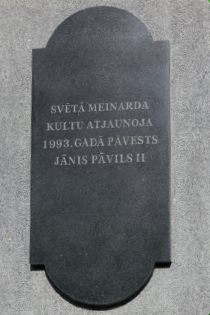 SVĒTĀ MEINARDA
KULTU ATJAUNOJA
1993. GADĀ PĀVESTS
JĀNIS PĀVILS II